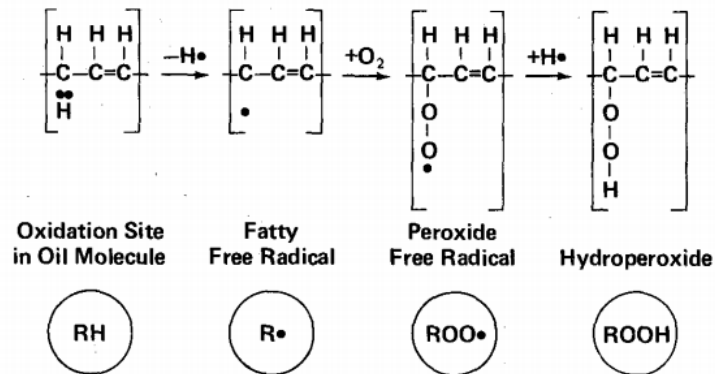 H H H H H H H H H H H H
−H• +O₂ +H•
C−C=C C−C=C C−C=C C−C=C
•• • O O
H O O
• H
Oxidation Site Fatty Peroxide
in Oil Molecule Free Radical Free Radical Hydroperoxide
RH R• ROO• ROOH